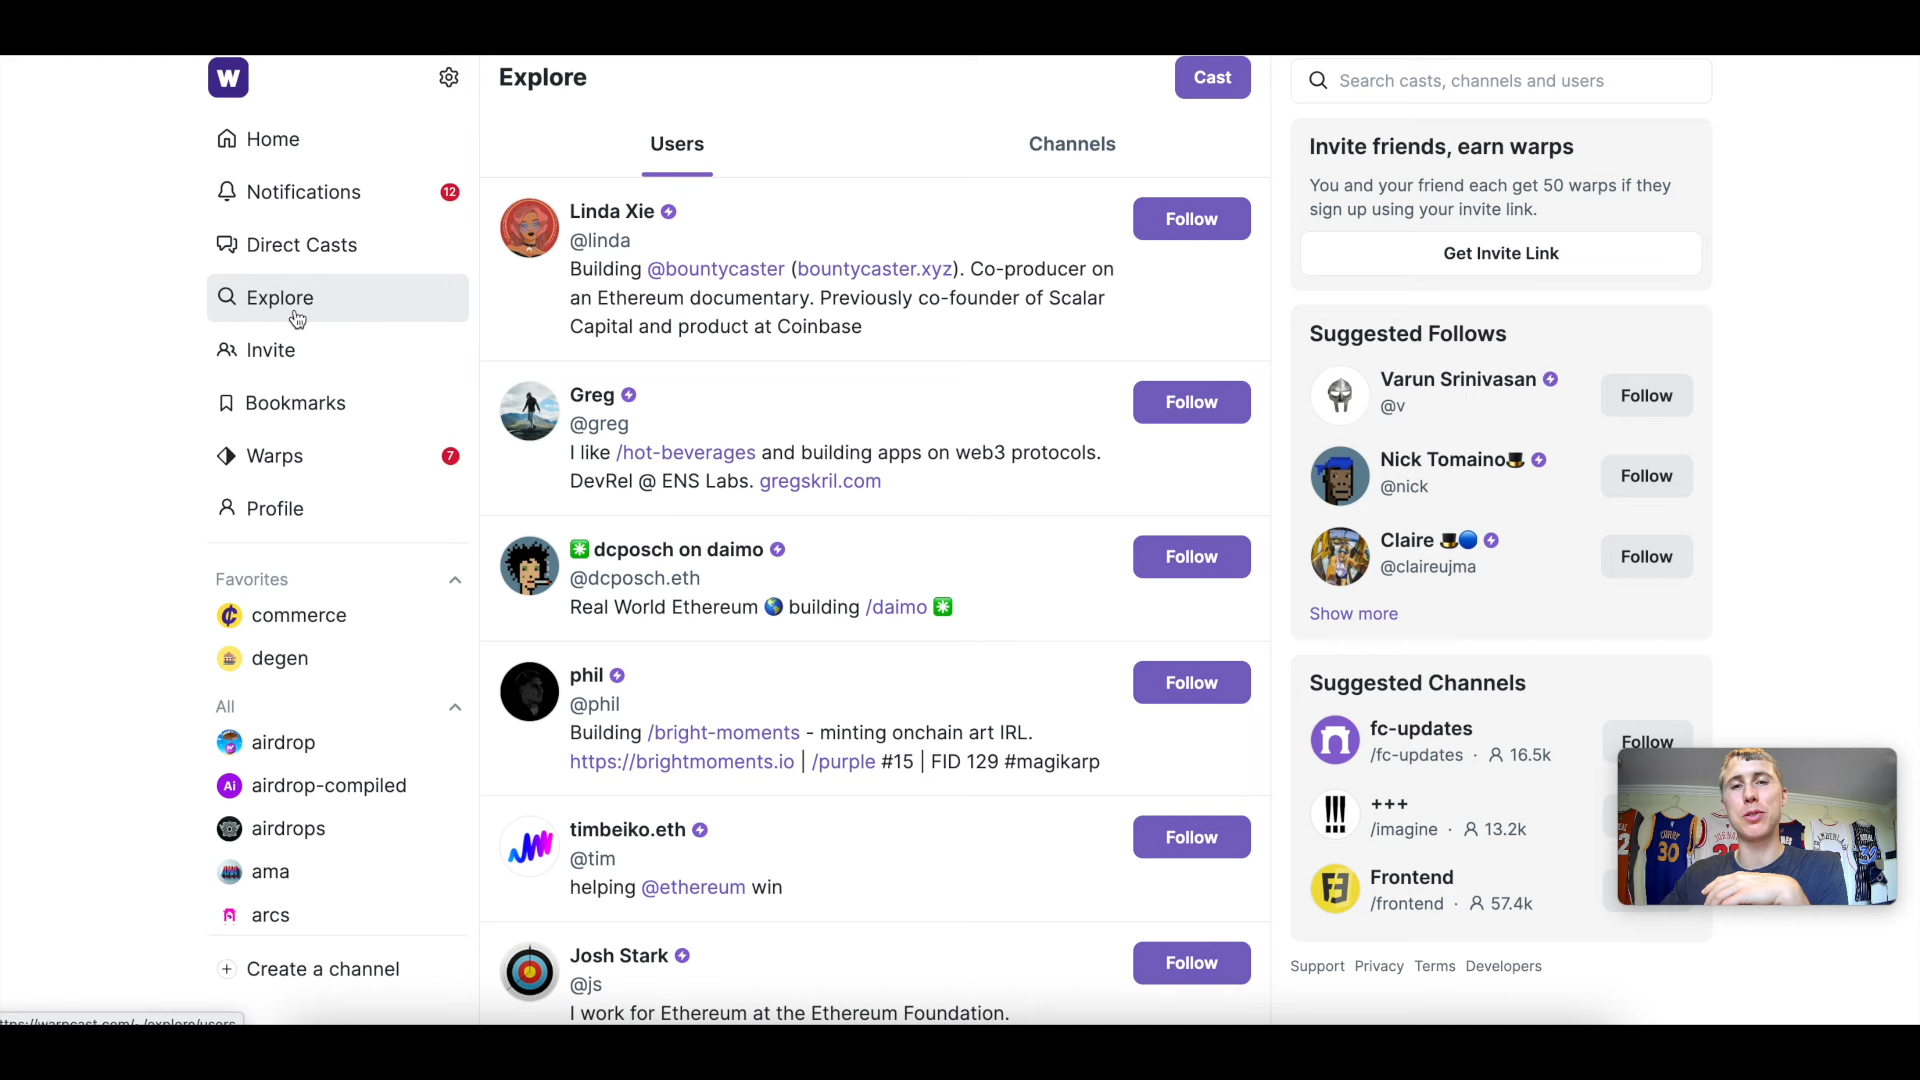 W
Home
Notifications
12
Direct Casts
Explore
Invite
Bookmarks
Warps
7
Profile
Favorites
commerce
degen
All
airdrop
Ai
airdrop-compiled
airdrops
ama
arcs
Create a channel
Explore
Cast
Users
Channels
Linda Xie
@linda
Building @bountycaster (bountycaster.xyz). Co-producer on
an Ethereum documentary. Previously co-founder of Scalar
Capital and product at Coinbase
Follow
Greg
@greg
I like /hot-beverages and building apps on web3 protocols.
DevRel @ ENS Labs. gregskril.com
Follow
dcposch on daimo
@dcposch.eth
Real World Ethereum 🌎 building /daimo ✳️
Follow
phil
@phil
Building /bright-moments - minting onchain art IRL.
https://brightmoments.io | /purple #15 | FID 129 #magikarp
Follow
timbeiko.eth
@tim
helping @ethereum win
Follow
Josh Stark
@js
I work for Ethereum at the Ethereum Foundation.
Follow
Search casts, channels and users
Invite friends, earn warps
You and your friend each get 50 warps if they
sign up using your invite link.
Get Invite Link
Suggested Follows
Varun Srinivasan
@v
Follow
Nick Tomaino🎩
@nick
Follow
Claire 🎩🔵
@claireujma
Follow
Show more
Suggested Channels
fc-updates
/fc-updates · 16.5k
Follow
+++
/imagine · 13.2k
Frontend
/frontend · 57.4k
CURRY
30
Support Privacy Terms Developers